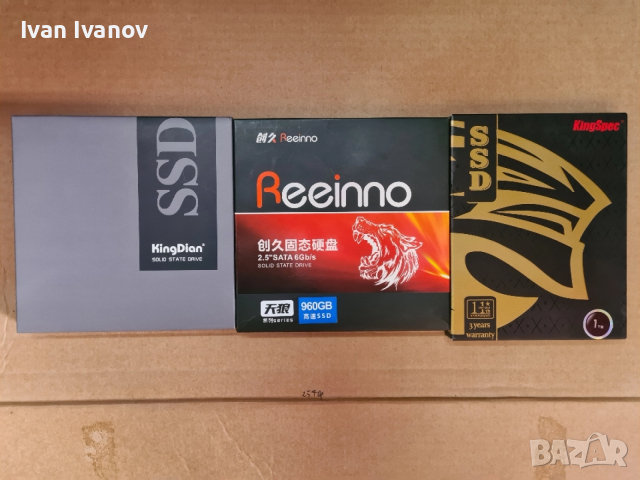 Ivan Ivanov
SSD
KingDian®
SOLID STATE DRIVE
创久 Reeinno
Reeinno
创久固态硬盘
2.5"SATA 6Gb/s
SOLID STATE DRIVE
天狼
系列series
960GB
高速SSD
KingSpec®
SSD
3 years
warranty
1TB
BAZAR